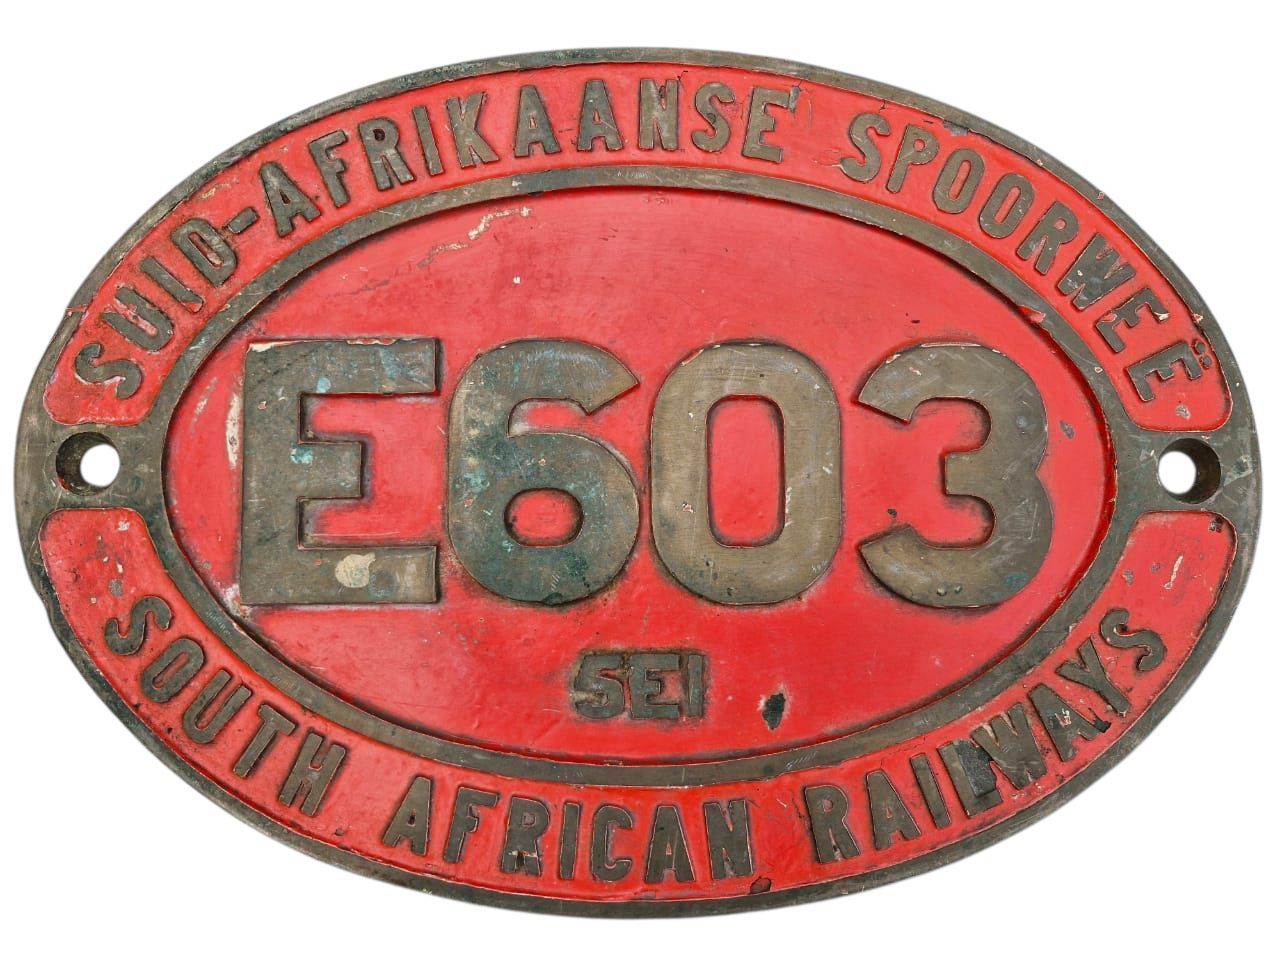 SUID-AFRIKAANSE SPOORWEË
E603
5E1
SOUTH AFRICAN RAILWAYS